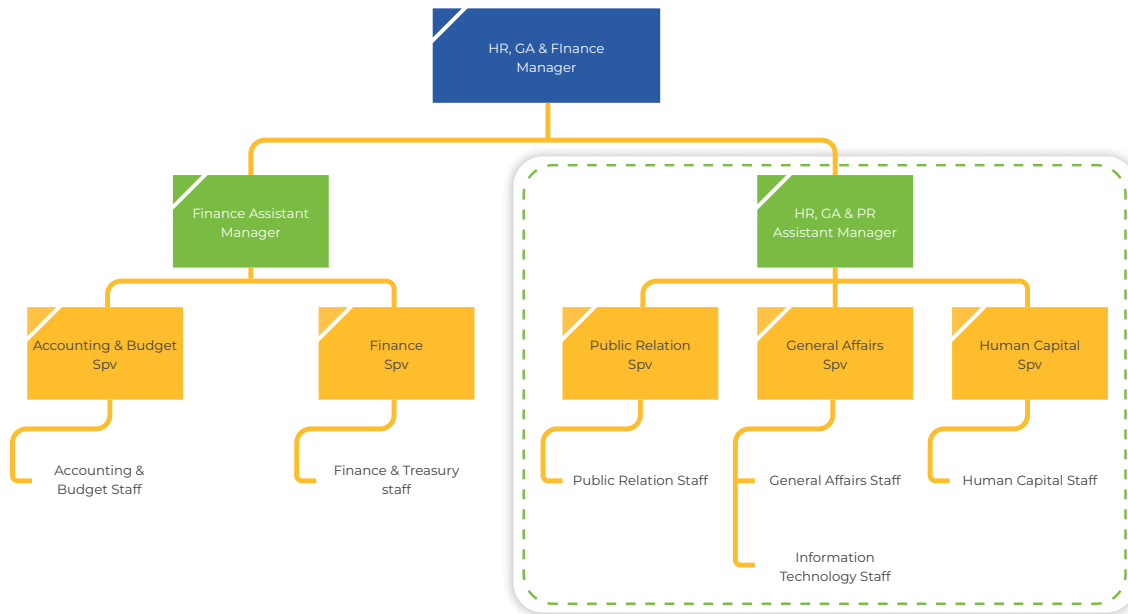 HR, GA & FInance
Manager
Finance Assistant
Manager
HR, GA & PR
Assistant Manager
Accounting & Budget
Spv
Finance
Spv
Public Relation
Spv
General Affairs
Spv
Human Capital
Spv
Accounting &
Budget Staff
Finance & Treasury
staff
Public Relation Staff
General Affairs Staff
Human Capital Staff
Information
Technology Staff